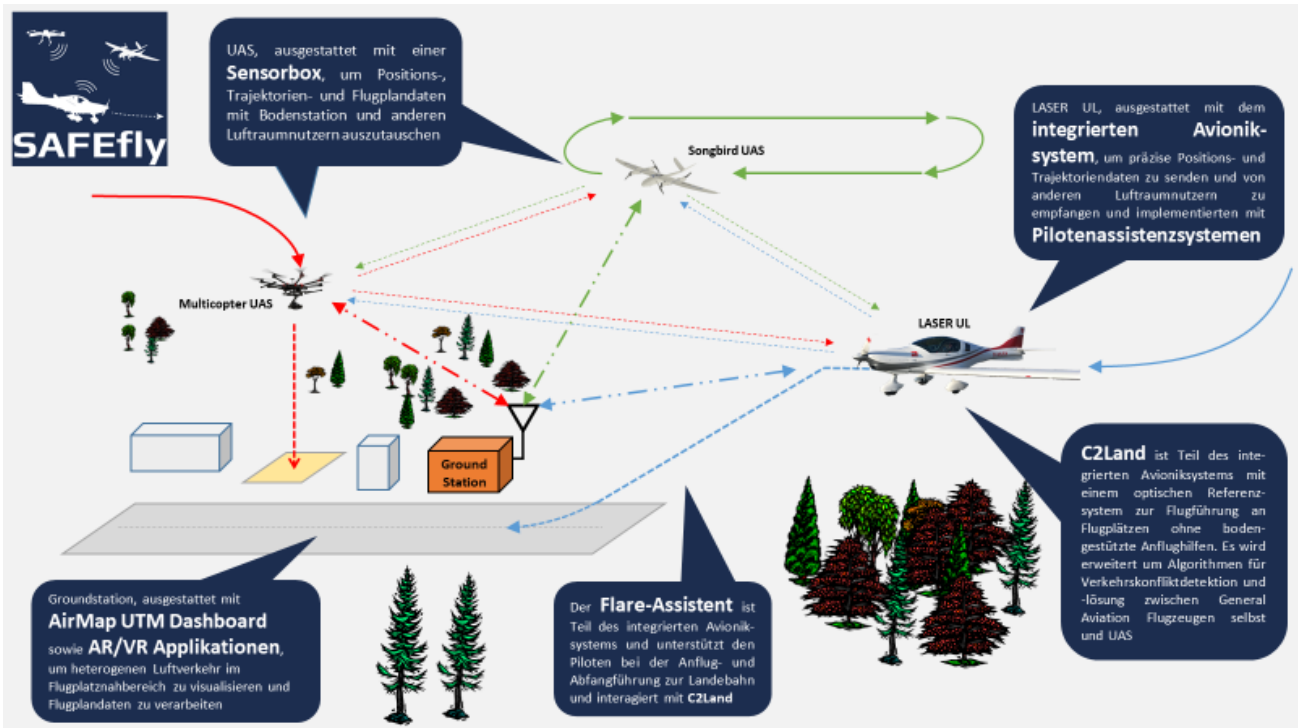 SAFEfly
UAS, ausgestattet mit einer
Sensorbox, um Positions-,
Trajektorien- und Flugplandaten
mit Bodenstation und anderen
Luftraumnutzern auszutauschen
Songbird UAS
LASER UL, ausgestattet mit dem
integrierten Avionik-
system, um präzise Positions- und
Trajektoriendaten zu senden und von
anderen Luftraumnutzern zu
empfangen und implementierten mit
Pilotenassistenzsystemen
Multicopter UAS
LASER UL
Ground
Station
C2Land ist Teil des inte-
grierten Avioniksystems mit
einem optischen Referenz-
system zur Flugführung an
Flugplätzen ohne boden-
gestützte Anflughilfen. Es wird
erweitert um Algorithmen für
Verkehrskonfliktdetektion und
-lösung zwischen General
Aviation Flugzeugen selbst
und UAS
Groundstation, ausgestattet mit
AirMap UTM Dashboard
sowie AR/VR Applikationen,
um heterogenen Luftverkehr im
Flugplatznahbereich zu visualisieren und
Flugplandaten zu verarbeiten
Der Flare-Assistent ist
Teil des integrierten Avionik-
systems und unterstützt den
Piloten bei der Anflug- und
Abfangführung zur Landebahn
und interagiert mit C2Land